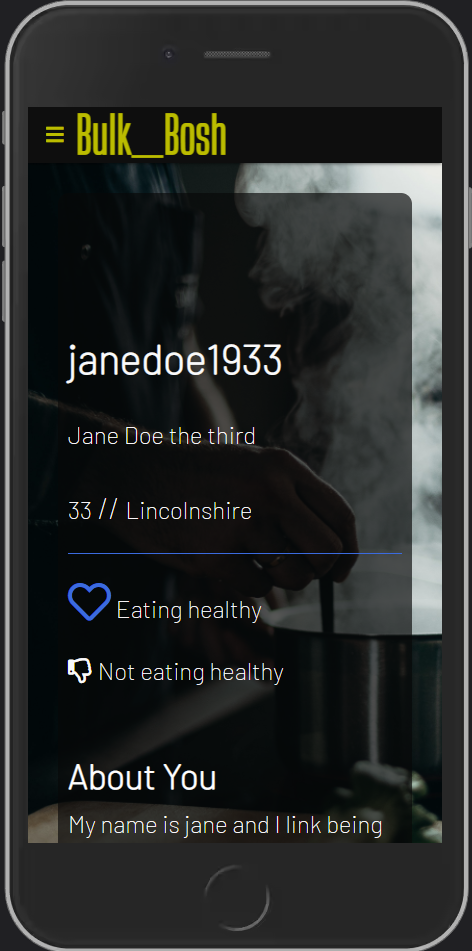 Bulk__Bosh
janedoe1933
Jane Doe the third
33 // Lincolnshire
Eating healthy
Not eating healthy
About You
My name is jane and I link being